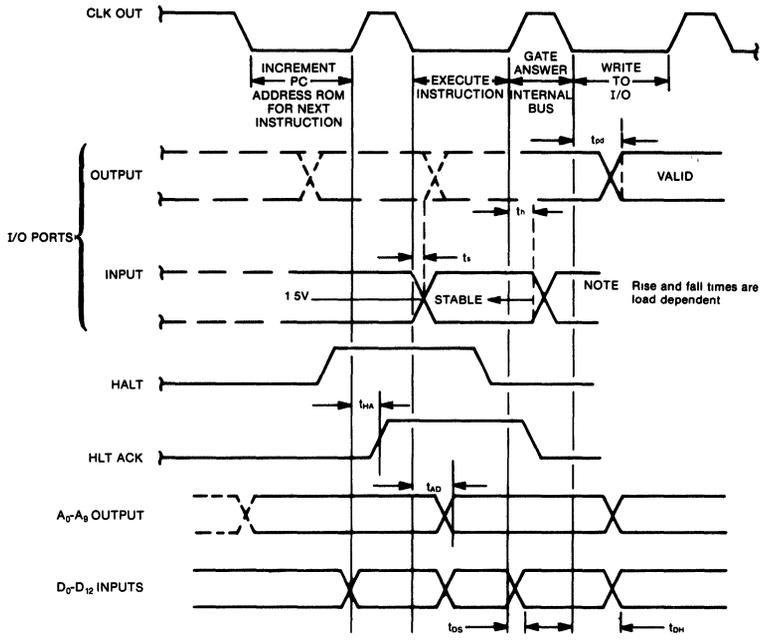 CLK OUT
INCREMENT
PC
ADDRESS ROM
FOR NEXT
INSTRUCTION
EXECUTE
INSTRUCTION
GATE
ANSWER
INTERNAL
BUS
WRITE
TO
I/O
tpd
OUTPUT
VALID
th
I/O PORTS
ts
INPUT
1 5V
STABLE
NOTE Rise and fall times are
load dependent
HALT
tHA
HLT ACK
tAD
A0-A9 OUTPUT
D0-D12 INPUTS
tDS
tDH